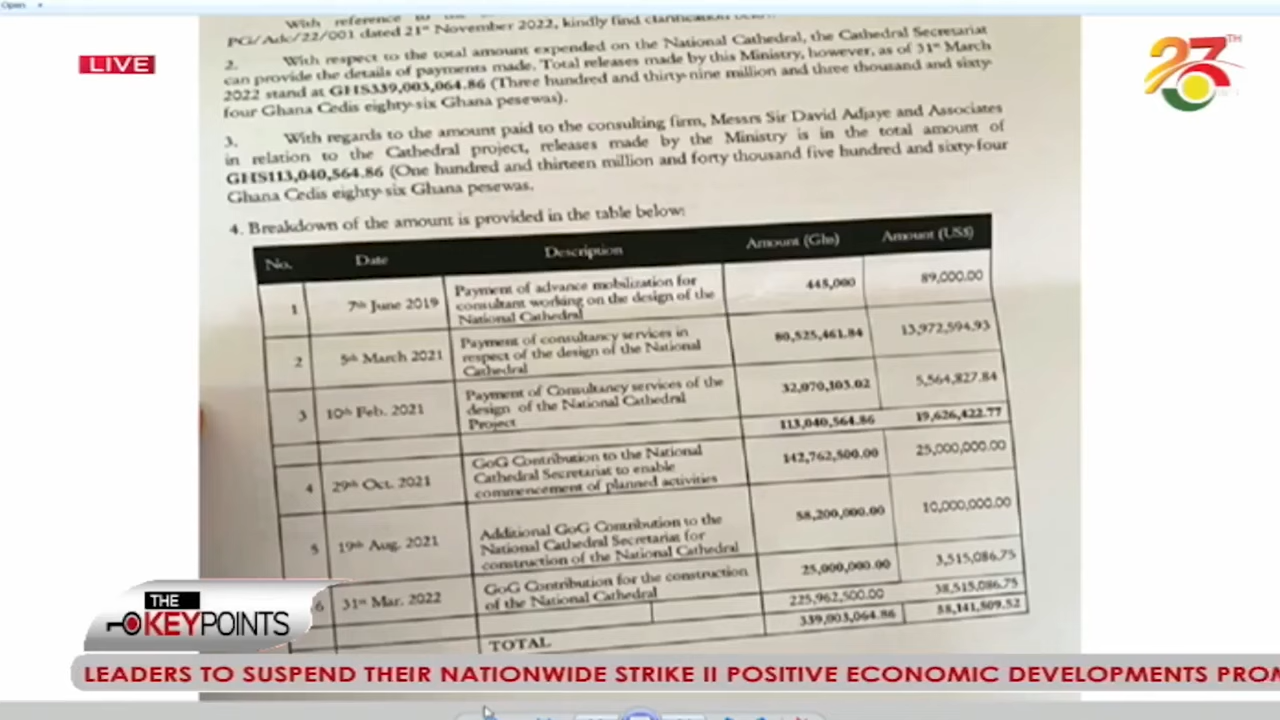 Open
LIVE
23TH
With reference to the
PG/Adc/22/001 dated 21st November 2022, kindly find clarification below:
2. With respect to the total amount expended on the National Cathedral, the Cathedral Secretariat
can provide the details of payments made. Total releases made by this Ministry, however, as of 31st March
2022 stand at GHS339,003,064.86 (Three hundred and thirty-nine million and three thousand and sixty-
four Ghana Cedis eighty-six Ghana pesewas).
3. With regards to the amount paid to the consulting firm, Messrs Sir David Adjaye and Associates
in relation to the Cathedral project, releases made by the Ministry is in the total amount of
GHS113,040,564.86 (One hundred and thirteen million and forty thousand five hundred and sixty-four
Ghana Cedis eighty-six Ghana pesewas.
4. Breakdown of the amount is provided in the table below:
No. Date Description Amount (Ghs) Amount (US$)
1 7th June 2019 Payment of advance mobilization for 445,000 89,000.00
consultant working on the design of the
National Cathedral
2 5th March 2021 Payment of consultancy services in 80,525,461.84 13,972,594.93
respect of the design of the National
Cathedral
3 10th Feb. 2021 Payment of Consultancy services of the 32,070,103.02 5,564,827.84
design of the National Cathedral
Project
113,040,564.86 19,626,422.77
4 29th Oct. 2021 GoG Contribution to the National 142,762,500.00 25,000,000.00
Cathedral Secretariat to enable
commencement of planned activities
5 19th Aug. 2021 Additional GoG Contribution to the 58,200,000.00 10,000,000.00
National Cathedral Secretariat for
construction of the National Cathedral
6 31st Mar. 2022 GoG Contribution for the construction 25,000,000.00 3,515,086.75
of the National Cathedral
225,962,500.00 38,515,086.75
TOTAL 339,003,064.86 58,141,509.52
THE
KEYPOINTS
LEADERS TO SUSPEND THEIR NATIONWIDE STRIKE II POSITIVE ECONOMIC DEVELOPMENTS PROM